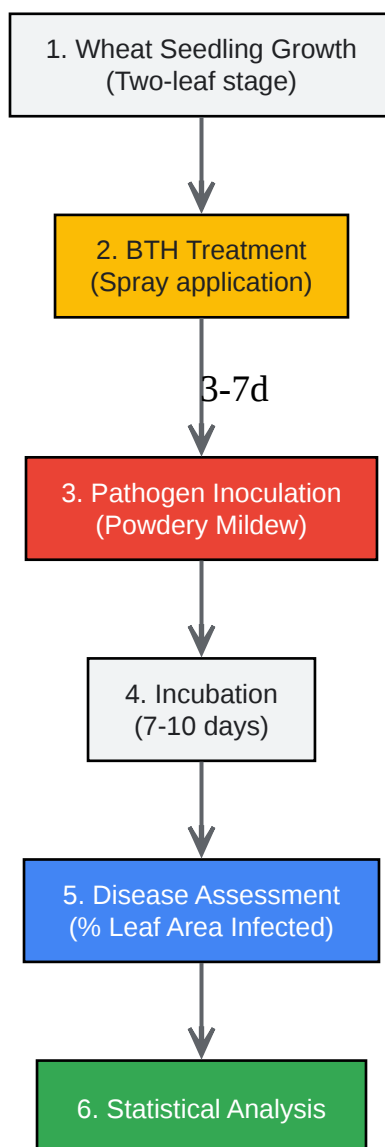 1. Wheat Seedling Growth
(Two-leaf stage)
2. BTH Treatment
(Spray application)
3-7d
3. Pathogen Inoculation
(Powdery Mildew)
4. Incubation
(7-10 days)
5. Disease Assessment
(% Leaf Area Infected)
6. Statistical Analysis